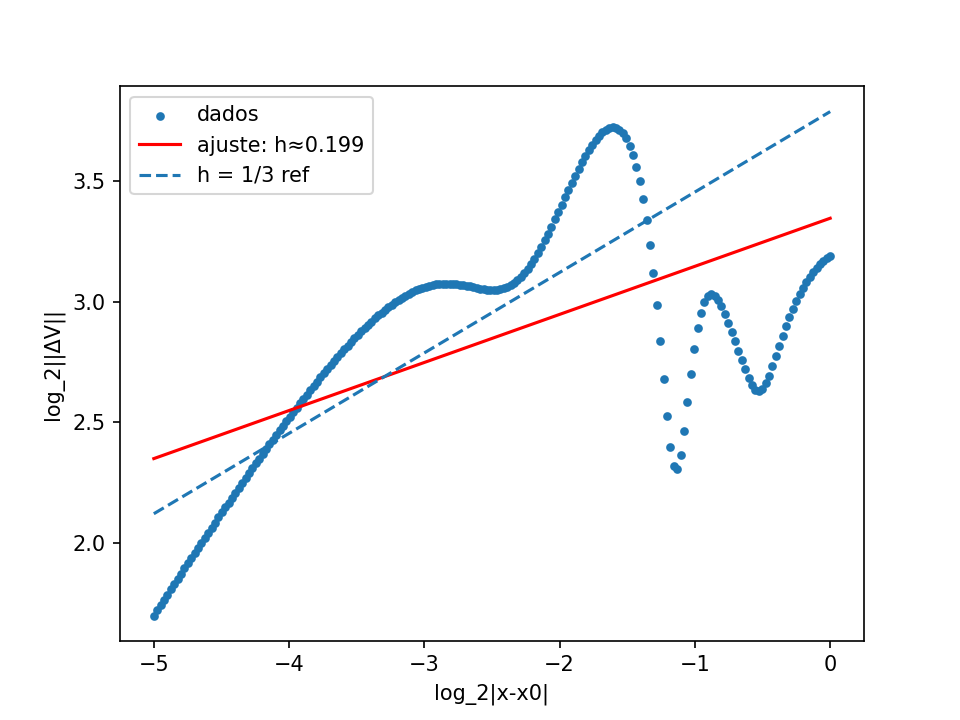 dados
ajuste: h≈0.199
h = 1/3 ref
3.5
3.0
2.5
2.0
log_2||ΔV||
−5
−4
−3
−2
−1
0
log_2|x-x0|